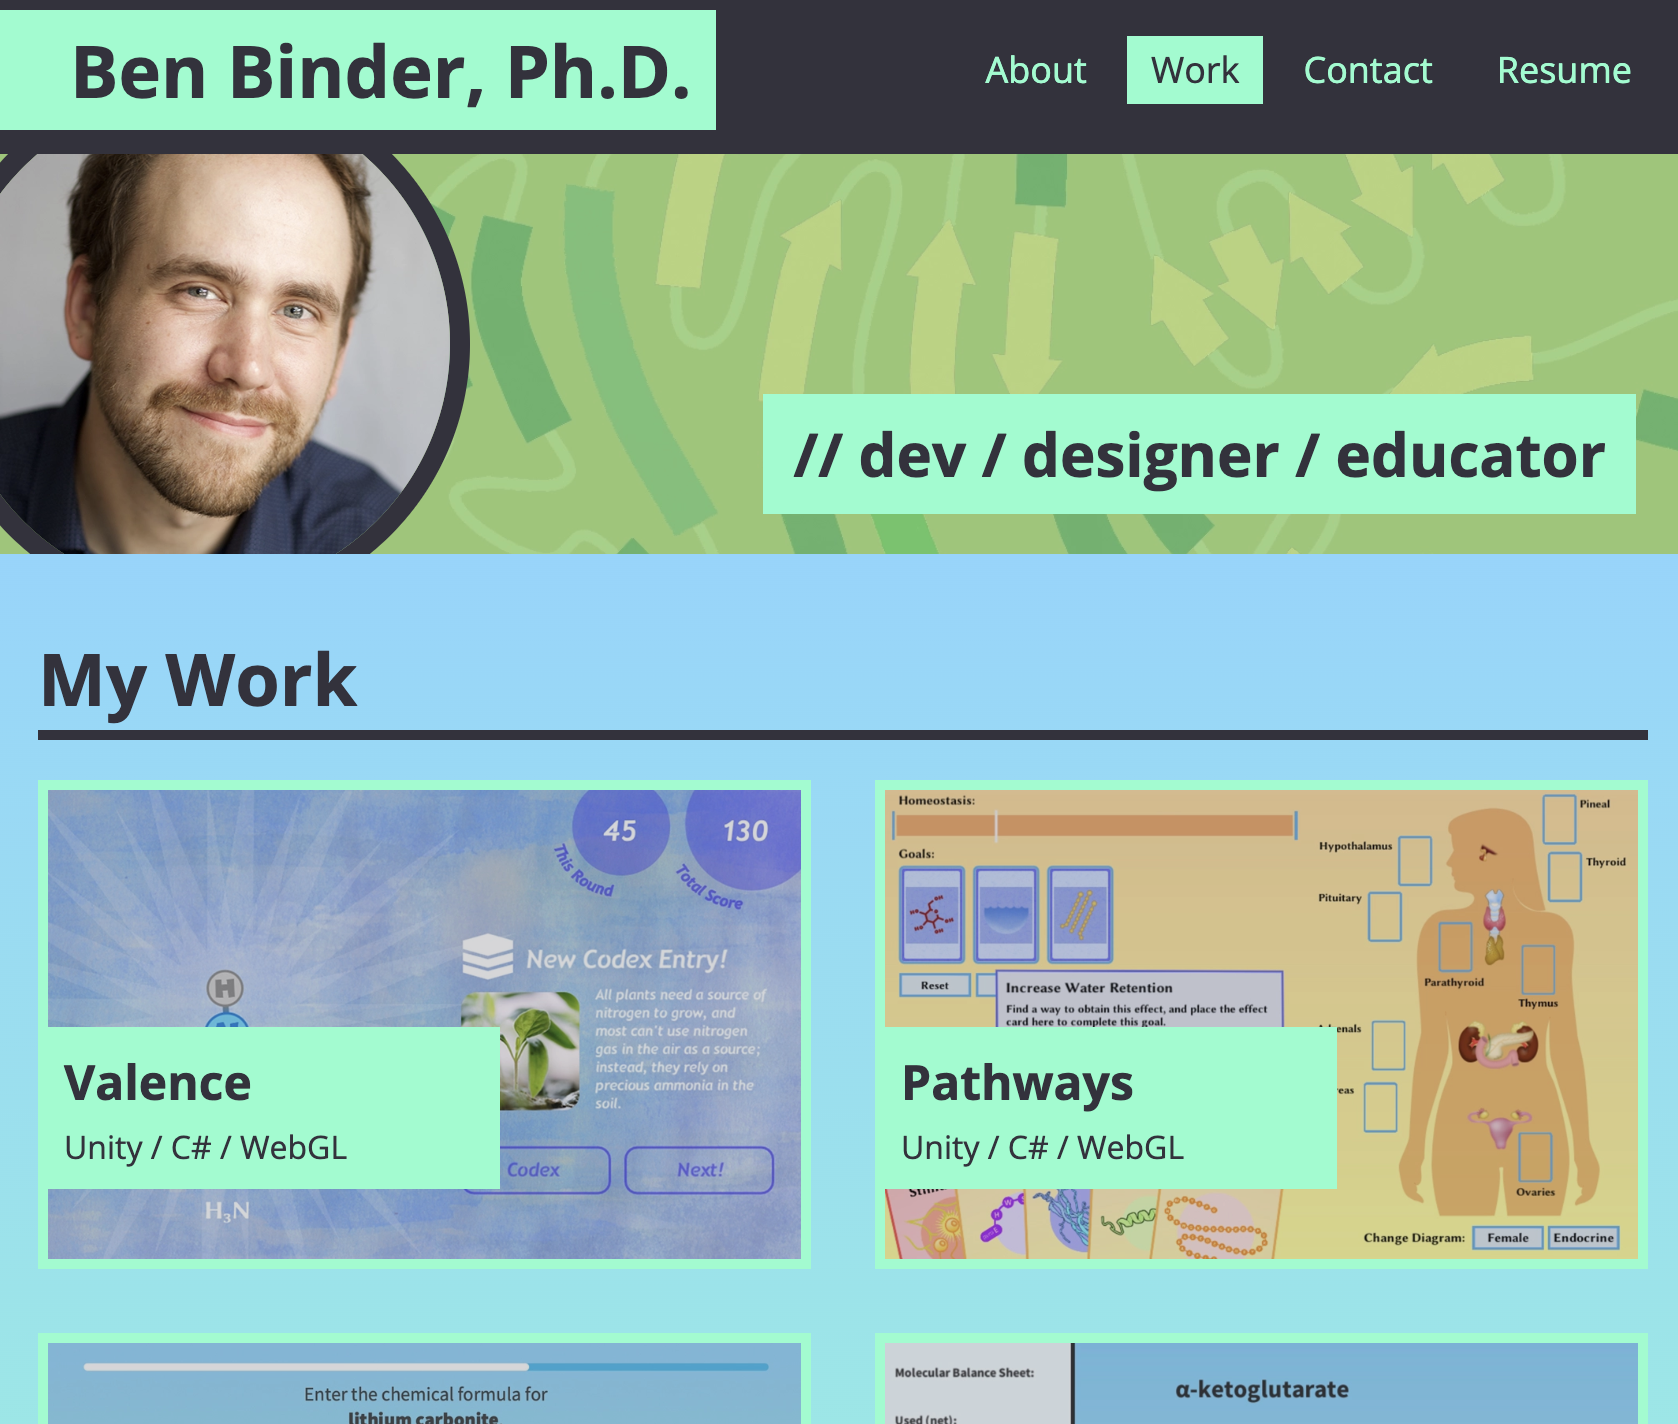 Ben Binder, Ph.D.
About
Work
Contact
Resume
// dev / designer / educator
My Work
45
130
This Round
Total Score
New Codex Entry!
All plants need a source of
nitrogen to grow, and
most can't use nitrogen
gas in the air as a source;
instead, they rely on
precious ammonia in the
soil.
H
Valence
Unity / C# / WebGL
Codex
Next!
H₃N
Homeostasis:
Goals:
Reset
Increase Water Retention
Find a way to obtain this effect, and place the effect
card here to complete this goal.
Pineal
Hypothalamus
Thyroid
Pituitary
Parathyroid
Thymus
Pathways
Unity / C# / WebGL
Ovaries
Change Diagram:
Female
Endocrine
Enter the chemical formula for
lithium carbonite
Molecular Balance Sheet:
Used (net):
α-ketoglutarate